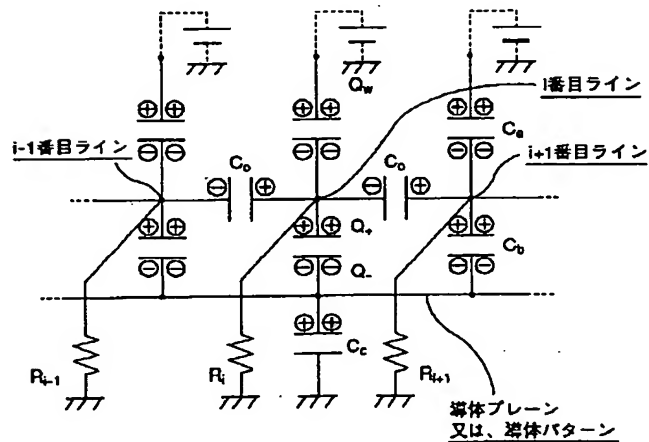 Qw
i番目ライン
Ca
i-1番目ライン
Co
Co
i+1番目ライン
Q+
Cb
Q-
Ri-1
Ri
Cc
Ri+1
導体プレーン
又は、導体パターン